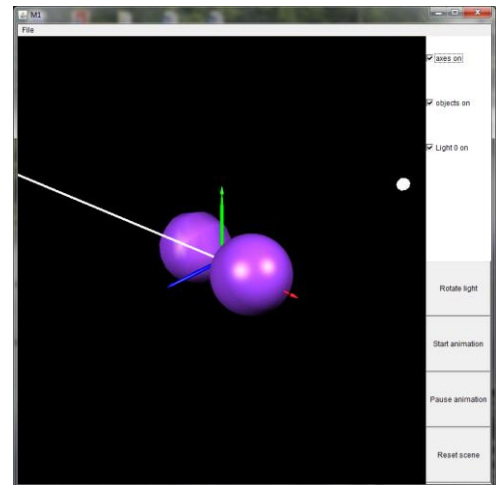 M1
File
axes on
objects on
Light 0 on
Rotate light
Start animation
Pause animation
Reset scene